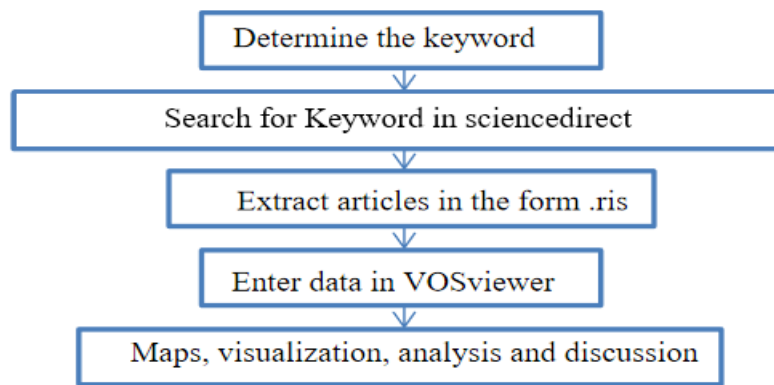 Determine the keyword
Search for Keyword in sciencedirect
Extract articles in the form .ris
Enter data in VOSviewer
Maps, visualization, analysis and discussion